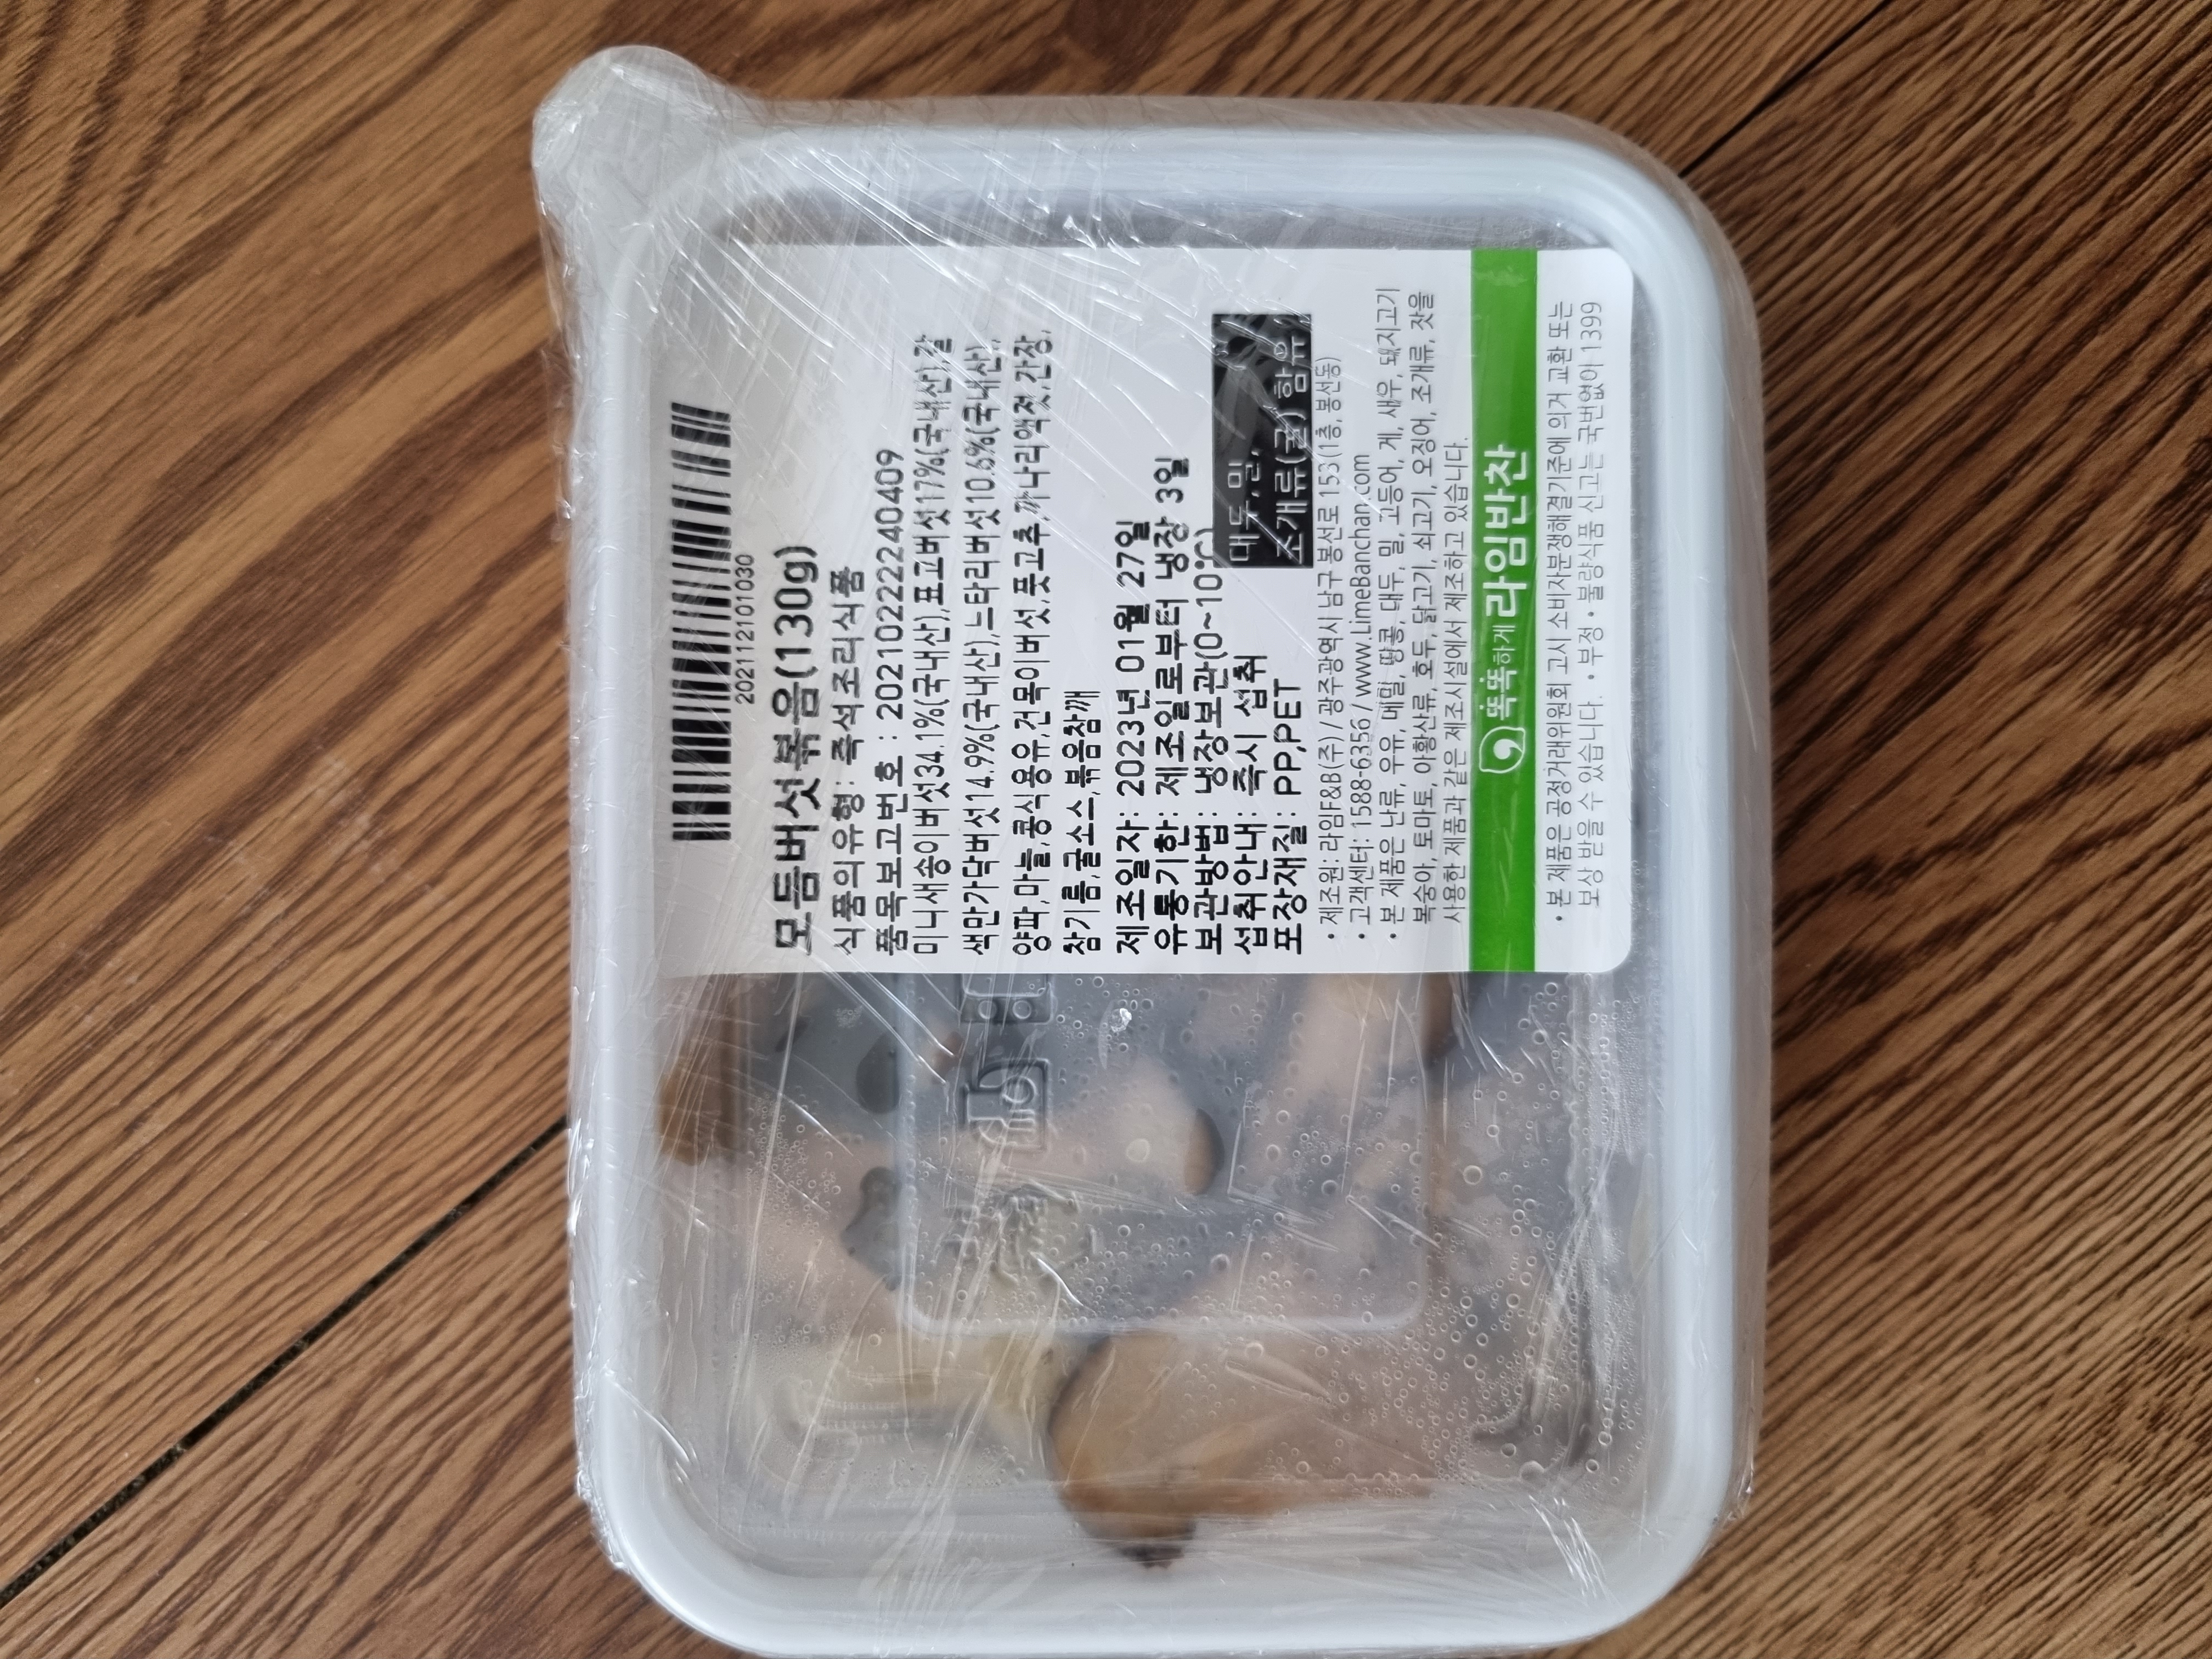 202112101030
모듬버섯볶음(130g)
식품의유형: 즉석조리식품
품목보고번호 : 20210222240409
미니새송이버섯34.1%(국내산),표고버섯17%(국내산),갈
색만가닥버섯14.9%(국내산),느타리버섯10.6%(국내산),
양파,마늘,콩식용유,건목이버섯,풋고추,까나리액젓,간장,
참기름,굴소스,볶음참깨
제조일자: 2023년 01월 27일
유통기한: 제조일로부터 냉장 3일
보관방법: 냉장보관(0~10℃)
섭취안내: 즉시 섭취
포장재질: PP,PET
대두, 밀,
조개류(굴) 함유
• 제조원: 라임F&B(주) / 광주광역시 남구 봉선로 153(1층, 봉선동)
• 고객센터: 1588-6356 / www.LimeBanchan.com
• 본 제품은 난류, 우유, 메밀, 땅콩, 대두, 밀, 고등어, 게, 새우, 돼지고기
복숭아, 토마토, 아황산류, 호두, 닭고기, 쇠고기, 오징어, 조개류, 잣을
사용한 제품과 같은 제조시설에서 제조하고 있습니다.
똑똑하게 라임반찬
• 본 제품은 공정거래위원회 고시 소비자분쟁해결기준에 의거 교환 또는
보상 받을 수 있습니다. • 부정 • 불량식품 신고는 국번없이 1399